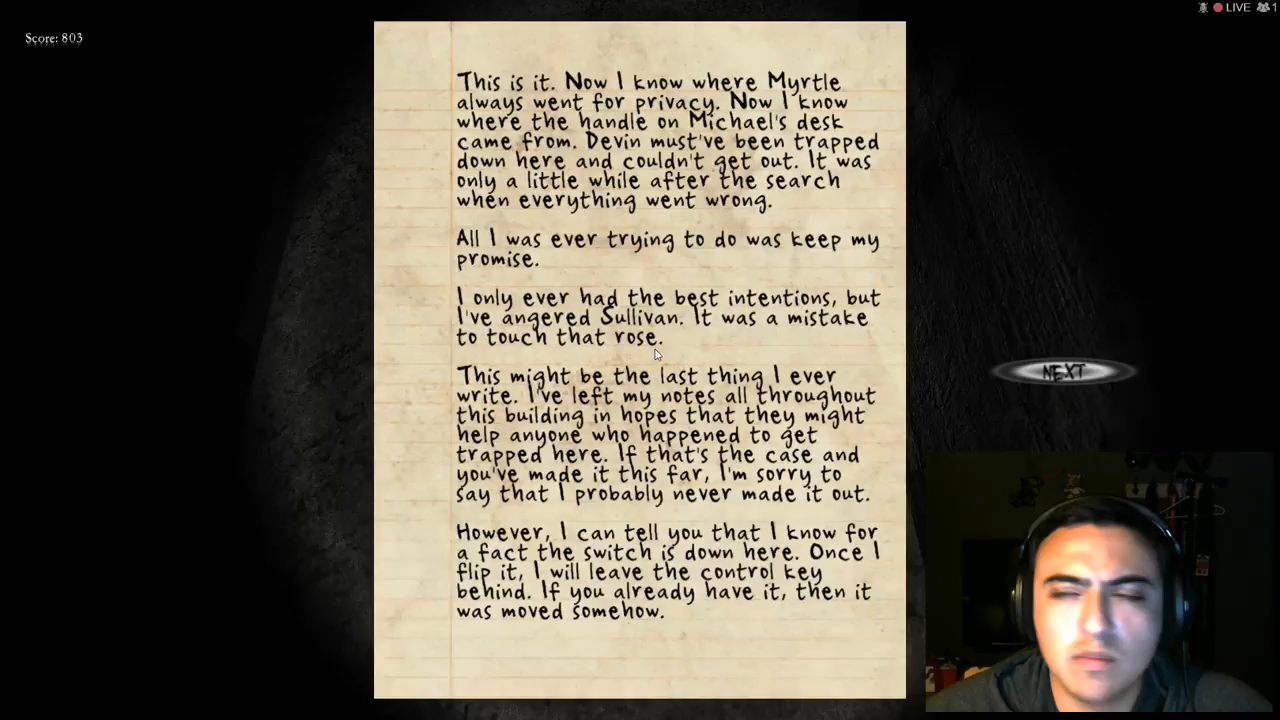 Score: 803
LIVE 1
This is it. Now I know where Myrtle
always went for privacy. Now I know
where the handle on Michael's desk
came from. Devin must've been trapped
down here and couldn't get out. It was
only a little while after the search
when everything went wrong.
All I was ever trying to do was keep my
promise.
I only ever had the best intentions, but
I've angered Sullivan. It was a mistake
to touch that rose.
This might be the last thing I ever
write. I've left my notes all throughout
this building in hopes that they might
help anyone who happened to get
trapped here. If that's the case and
you've made it this far, I'm sorry to
say that I probably never made it out.
However, I can tell you that I know for
a fact the switch is down here. Once I
flip it, I will leave the control key
behind. If you already have it, then it
was moved somehow.
NEXT